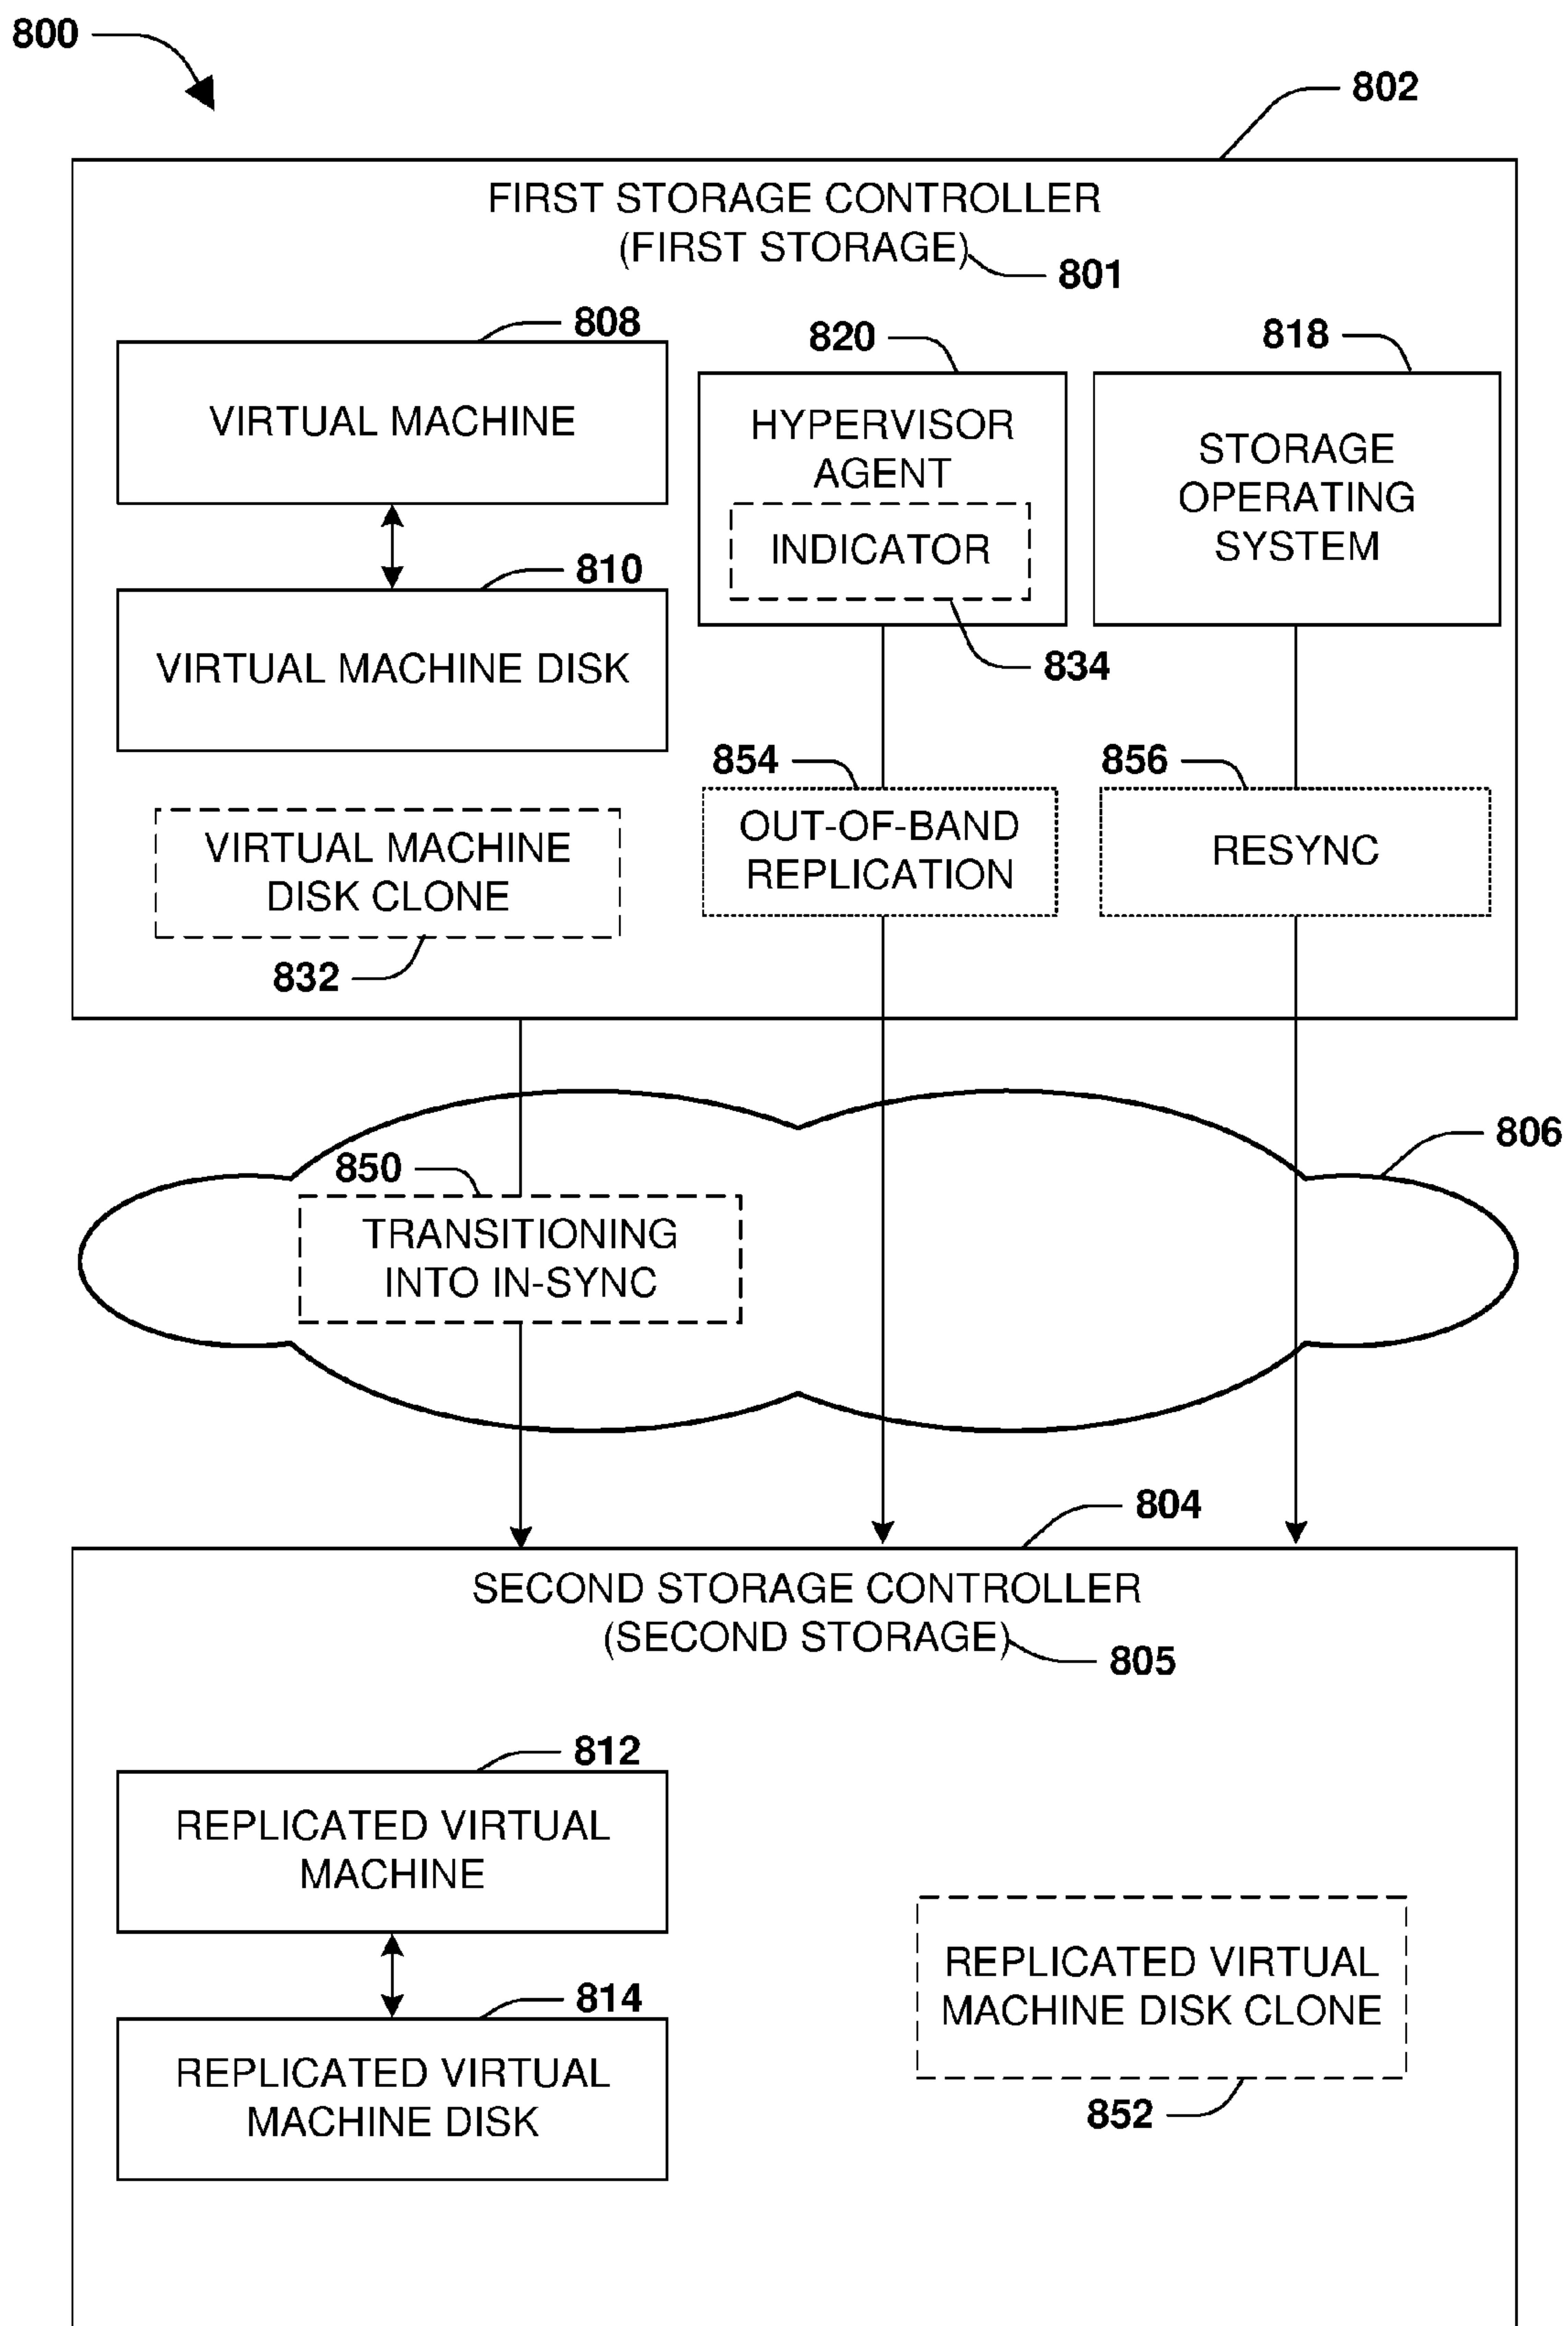 800
802
FIRST STORAGE CONTROLLER
(FIRST STORAGE)
801
808
VIRTUAL MACHINE
820
HYPERVISOR
AGENT
INDICATOR
834
818
STORAGE
OPERATING
SYSTEM
810
VIRTUAL MACHINE DISK
VIRTUAL MACHINE
DISK CLONE
832
854
OUT-OF-BAND
REPLICATION
856
RESYNC
806
850
TRANSITIONING
INTO IN-SYNC
804
SECOND STORAGE CONTROLLER
(SECOND STORAGE)
805
812
REPLICATED VIRTUAL
MACHINE
814
REPLICATED VIRTUAL
MACHINE DISK
REPLICATED VIRTUAL
MACHINE DISK CLONE
852